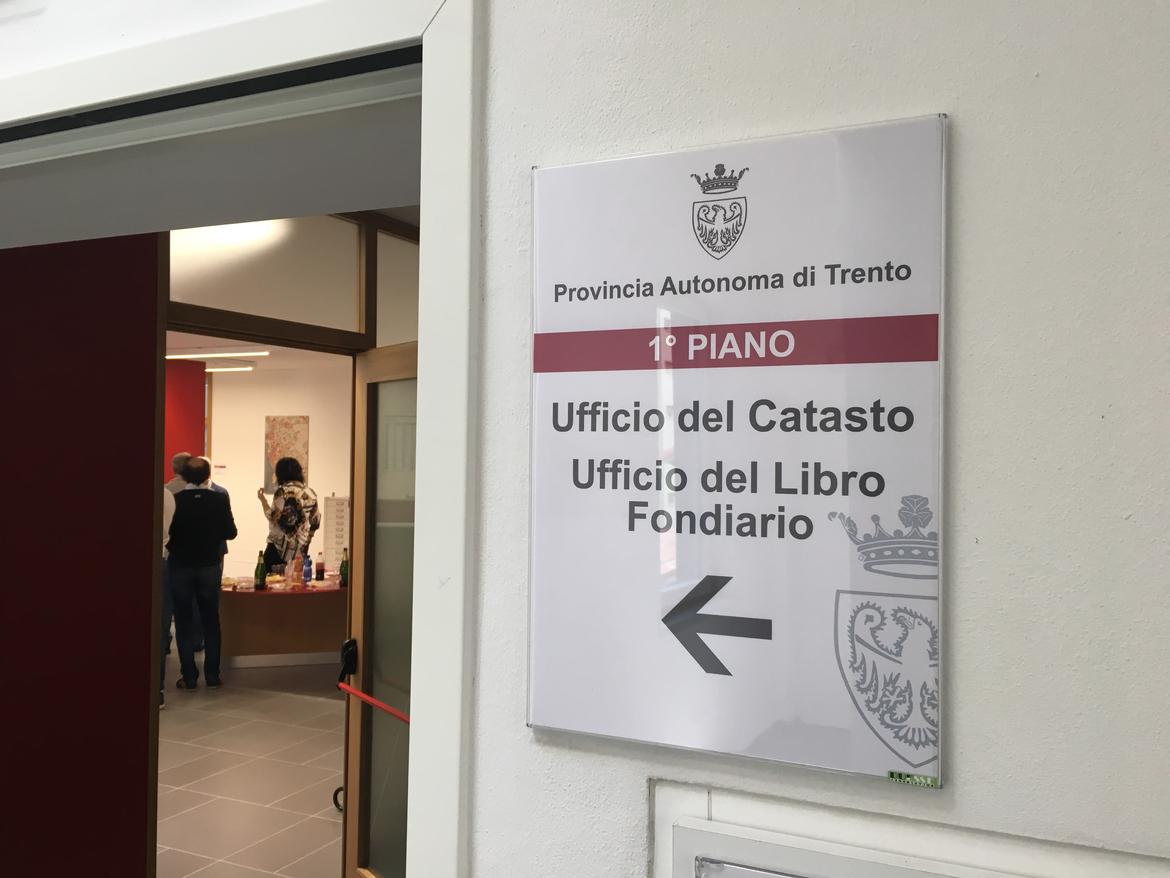 Provincia Autonoma di Trento
1° PIANO
Ufficio del Catasto
Ufficio del Libro
Fondiario